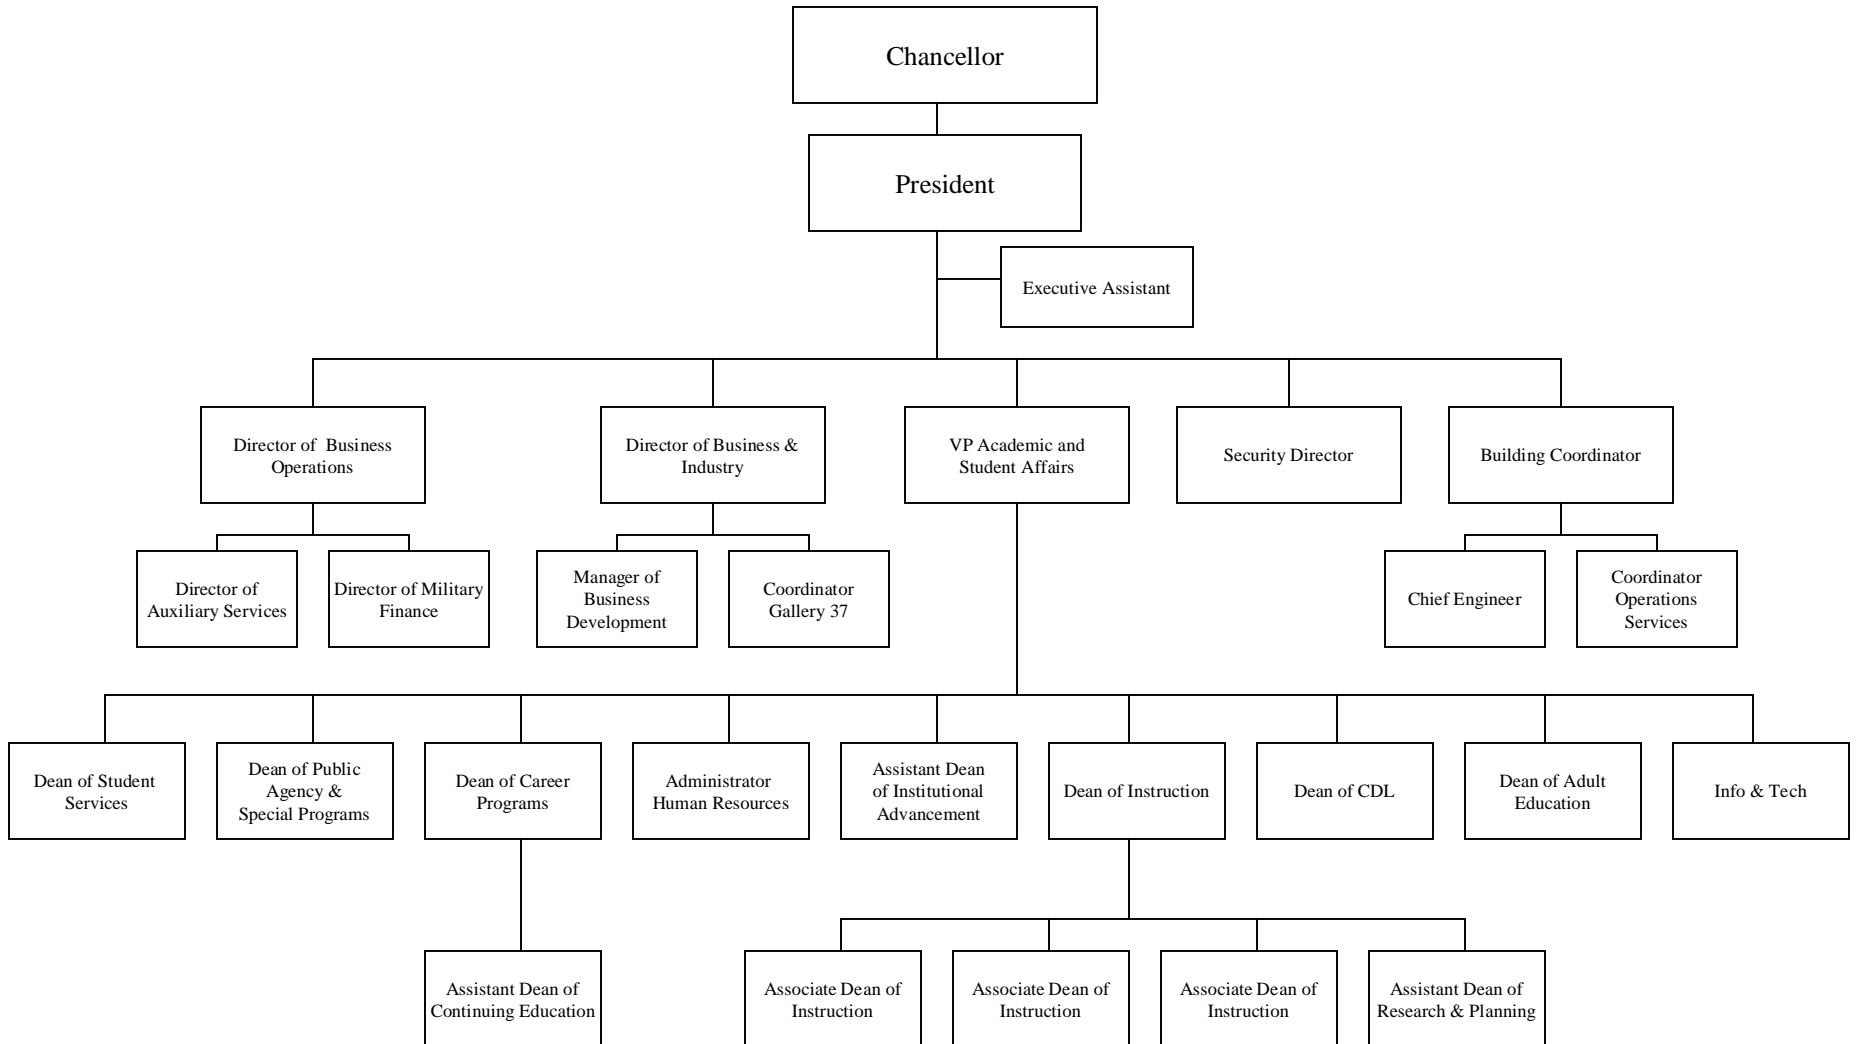 Chancellor
President
Executive Assistant
Director of Business
Operations
Director of Business &
Industry
VP Academic and
Student Affairs
Security Director
Building Coordinator
Director of
Auxiliary Services
Director of Military
Finance
Manager of
Business
Development
Coordinator
Gallery 37
Chief Engineer
Coordinator
Operations
Services
Dean of Student
Services
Dean of Public
Agency &
Special Programs
Dean of Career
Programs
Administrator
Human Resources
Assistant Dean
of Institutional
Advancement
Dean of Instruction
Dean of CDL
Dean of Adult
Education
Info & Tech
Assistant Dean of
Continuing Education
Associate Dean of
Instruction
Associate Dean of
Instruction
Associate Dean of
Instruction
Assistant Dean of
Research & Planning